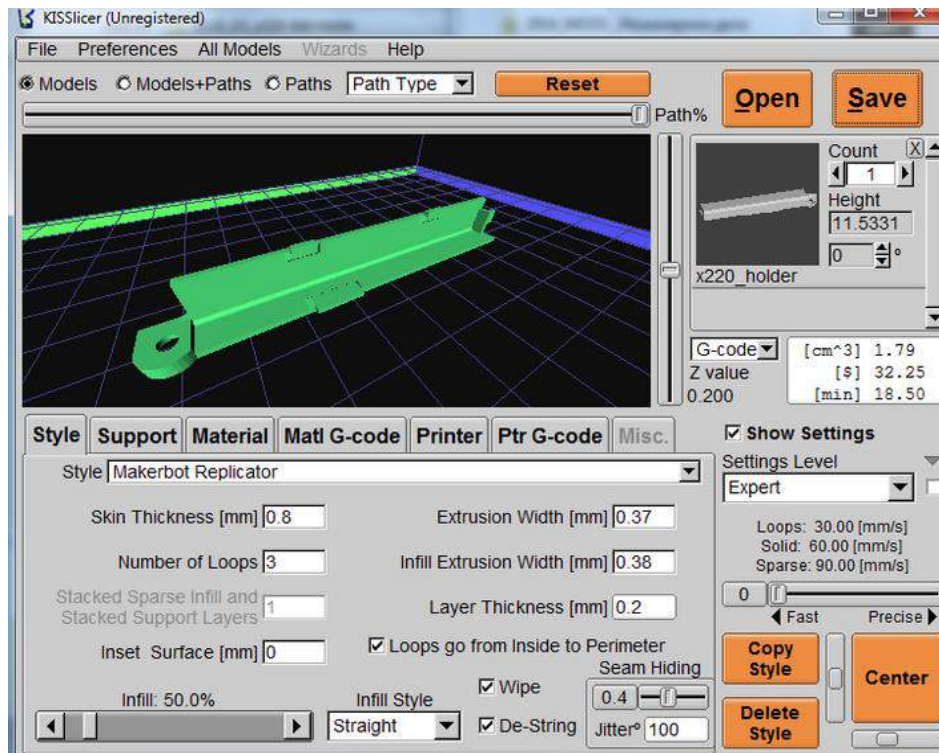 KISSlicer (Unregistered)
File Preferences All Models Wizards Help
Models Models+Paths Paths Path Type Reset
Path%
Open Save
Count X
1
Height
11.5331
0 °
x220_holder
G-code
Z value
0.200
[cm^3] 1.79
[$] 32.25
[min] 18.50
Style Support Material Matl G-code Printer Ptr G-code Misc.
Style Makerbot Replicator
Skin Thickness [mm] 0.8
Extrusion Width [mm] 0.37
Number of Loops 3
Infill Extrusion Width [mm] 0.38
Stacked Sparse Infill and
Stacked Support Layers 1
Layer Thickness [mm] 0.2
Inset Surface [mm] 0
Loops go from Inside to Perimeter
Infill: 50.0%
Infill Style
Straight
Wipe
De-String
Seam Hiding
0.4
Jitter° 100
Show Settings
Settings Level
Expert
Loops: 30.00 [mm/s]
Solid: 60.00 [mm/s]
Sparse: 90.00 [mm/s]
0
Fast Precise
Copy
Style
Center
Delete
Style